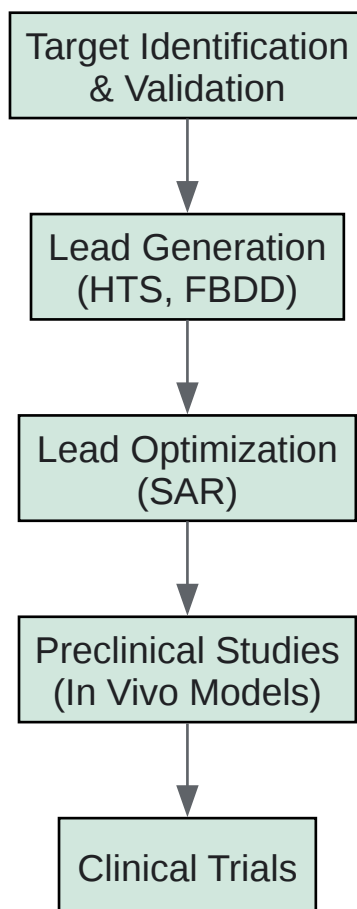 Target Identification
& Validation
Lead Generation
(HTS, FBDD)
Lead Optimization
(SAR)
Preclinical Studies
(In Vivo Models)
Clinical Trials